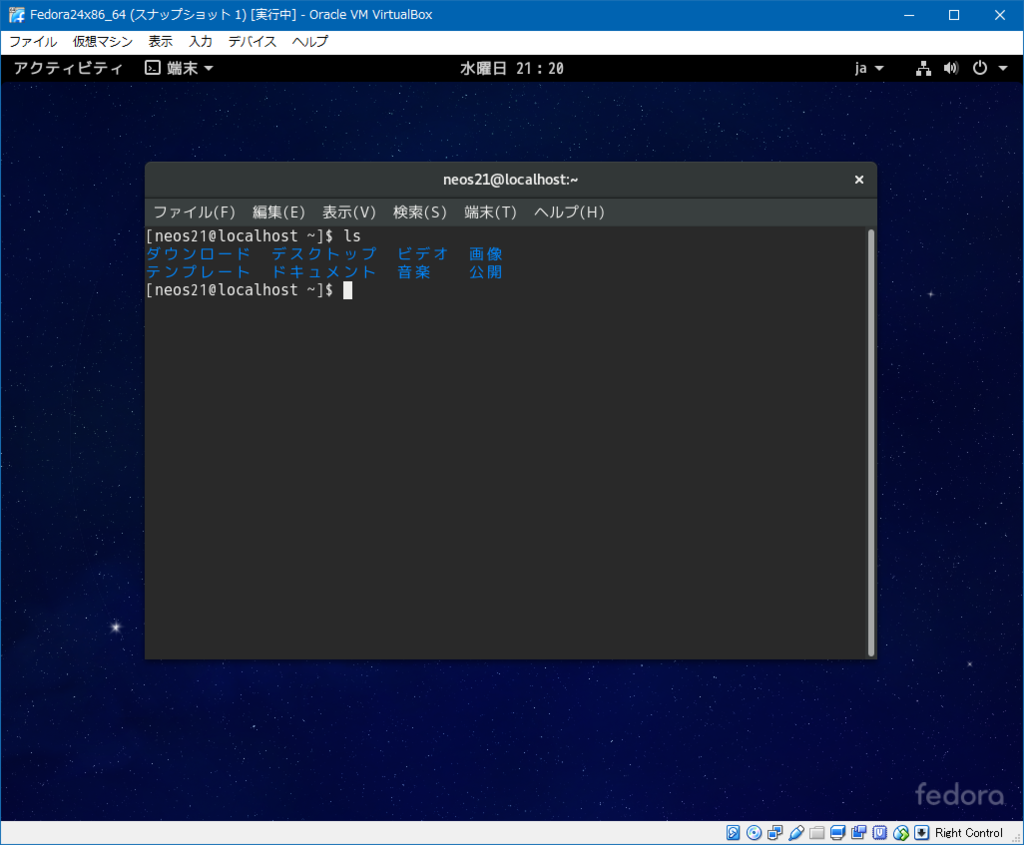 Fedora24x86_64 (スナップショット 1) [実行中] - Oracle VM VirtualBox
ファイル 仮想マシン 表示 入力 デバイス ヘルプ
アクティビティ 端末 水曜日 21：20 ja
neos21@localhost:~
ファイル(F) 編集(E) 表示(V) 検索(S) 端末(T) ヘルプ(H)
[neos21@localhost ~]$ ls
ダウンロード デスクトップ ビデオ 画像
テンプレート ドキュメント 音楽 公開
[neos21@localhost ~]$
fedora
Right Control